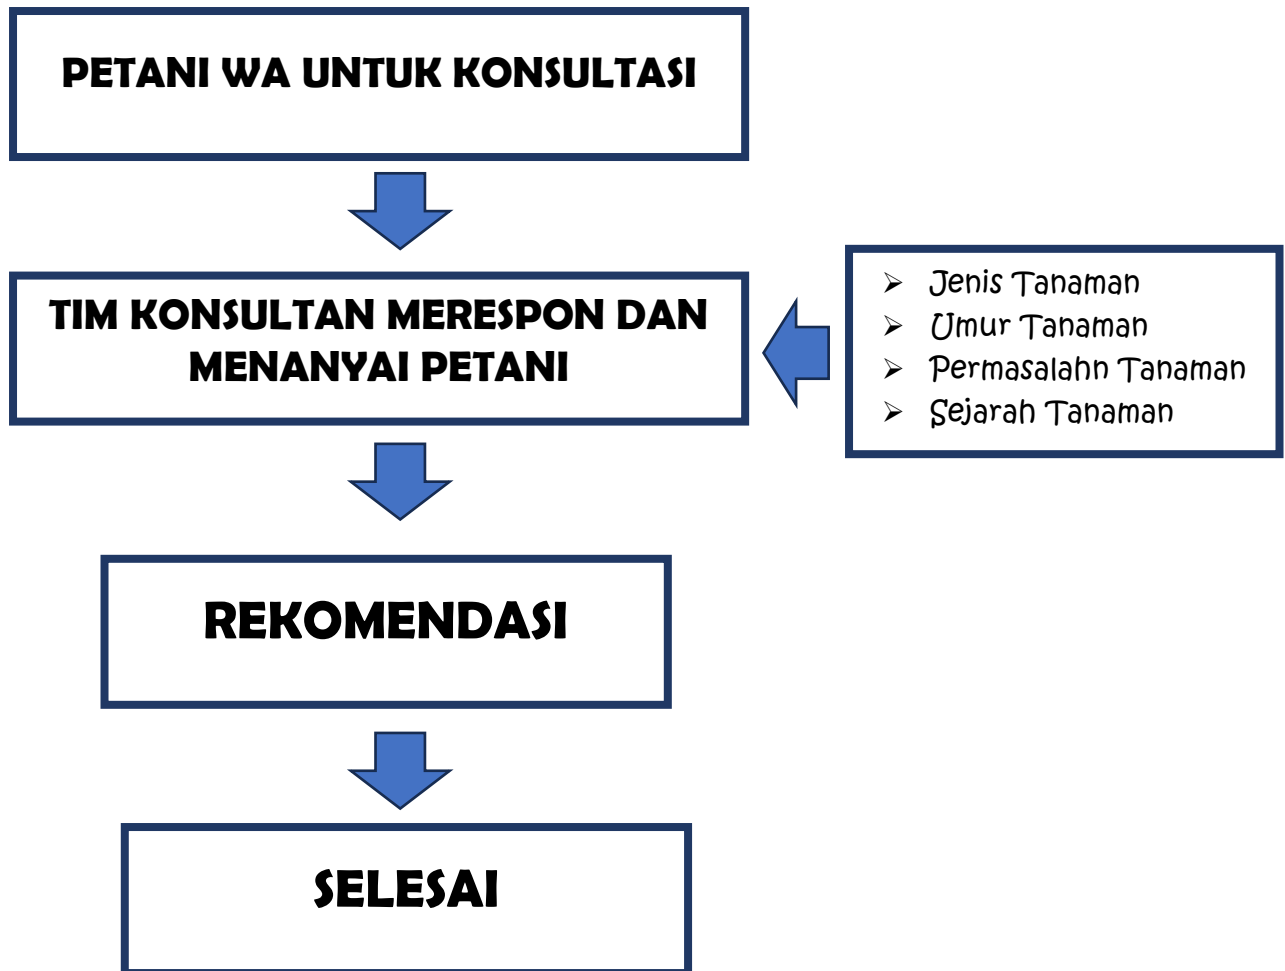 PETANI WA UNTUK KONSULTASI
TIM KONSULTAN MERESPON DAN
MENANYAI PETANI
➢ Jenis Tanaman
➢ Umur Tanaman
➢ Permasalahn Tanaman
➢ Sejarah Tanaman
REKOMENDASI
SELESAI